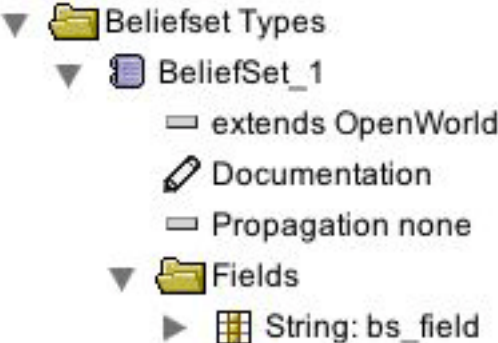 Beliefset Types
BeliefSet_1
extends OpenWorld
Documentation
Propagation none
Fields
String: bs_field